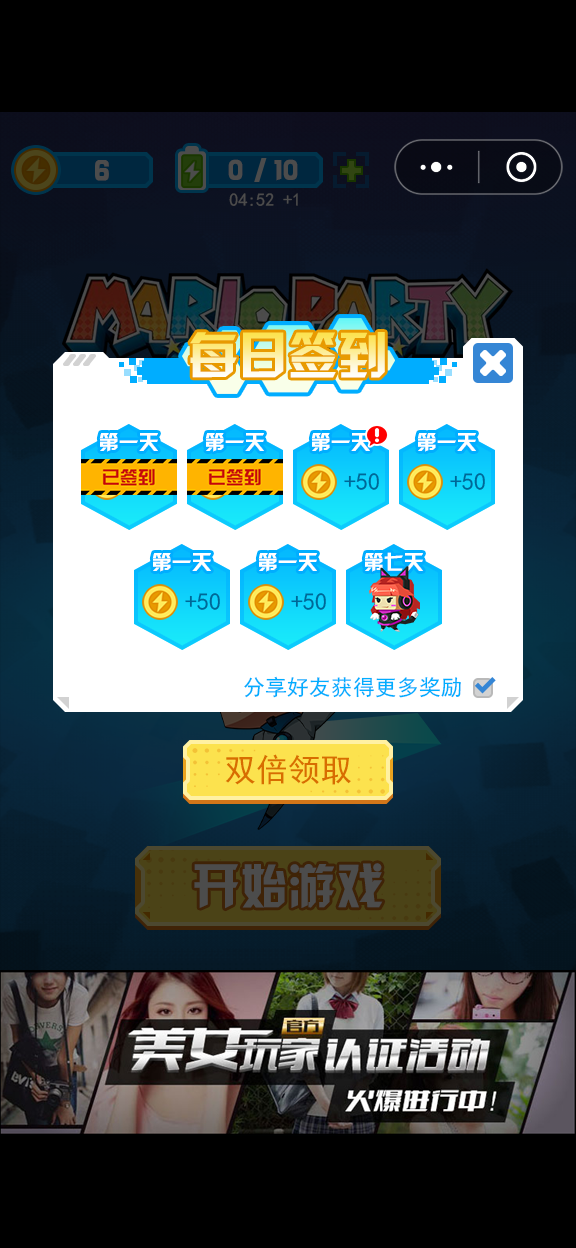 6
0 / 10
04:52 +1
MARIO PARTY
每日签到
第一天
已签到
第一天
已签到
第一天
+50
第一天
+50
第一天
+50
第一天
+50
第七天
分享好友获得更多奖励
双倍领取
开始游戏
官方
美女玩家认证活动
火爆进行中!